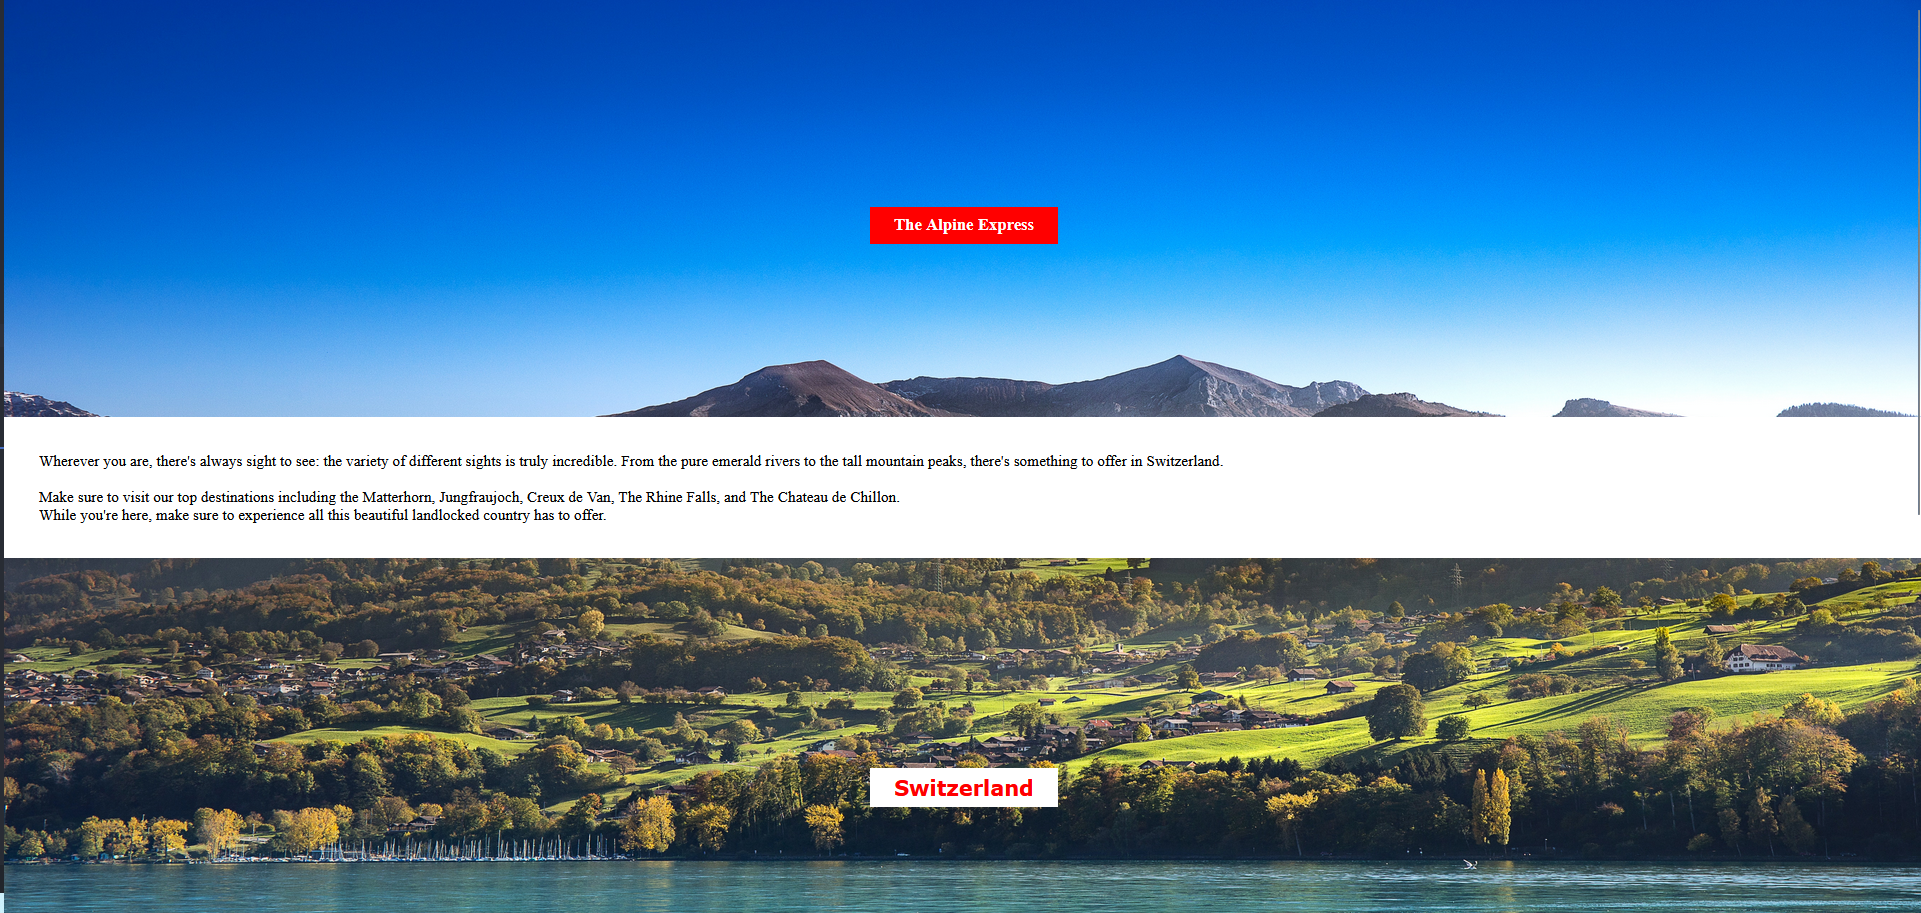 The Alpine Express
Wherever you are, there's always sight to see: the variety of different sights is truly incredible. From the pure emerald rivers to the tall mountain peaks, there's something to offer in Switzerland.
Make sure to visit our top destinations including the Matterhorn, Jungfraujoch, Creux de Van, The Rhine Falls, and The Chateau de Chillon.
While you're here, make sure to experience all this beautiful landlocked country has to offer.
Switzerland